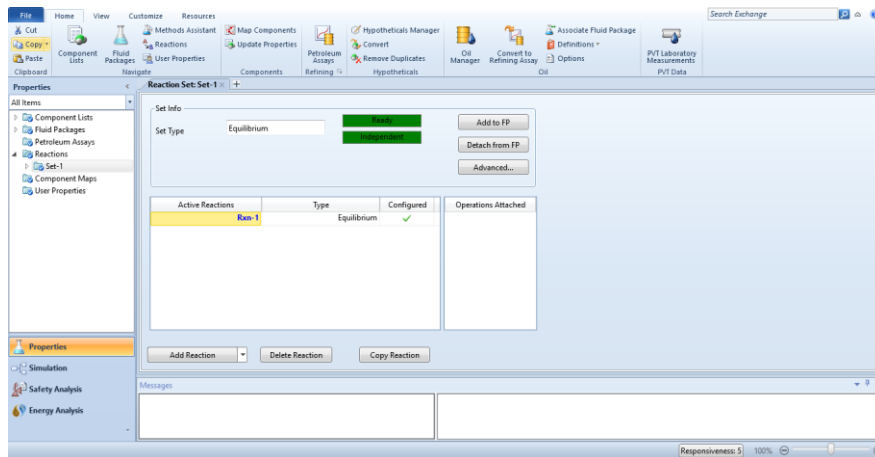 File Home View Customize Resources Search Exchange
Cut Methods Assistant Map Components Hypotheticals Manager Associate Fluid Package
Copy Reactions Update Properties Convert Definitions
Paste Component Lists Fluid Packages User Properties Petroleum Assays Remove Duplicates Oil Manager Convert to Refining Assay Options PVT Laboratory Measurements
Clipboard Navigate Components Refining Hypotheticals Oil PVT Data
Properties < Reaction Set: Set-1 × +
All Items
Component Lists
Fluid Packages
Petroleum Assays
Reactions
Set-1
Component Maps
User Properties
Set Info
Set Type Equilibrium Ready Add to FP
Independent Detach from FP
Advanced...
Active Reactions Type Configured Operations Attached
Rxn-1 Equilibrium
Add Reaction Delete Reaction Copy Reaction
Properties
Simulation
Safety Analysis
Energy Analysis
Messages
Responsiveness: 5 100%